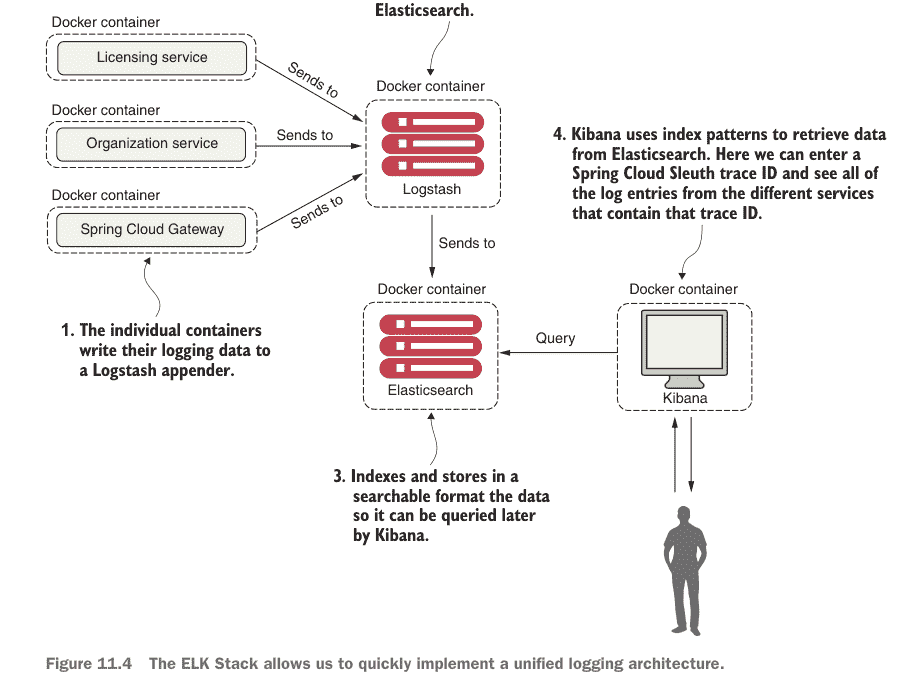 Elasticsearch.
Docker container
Licensing service
Sends to
Docker container
Docker container
Organization service
Sends to
Logstash
Docker container
Spring Cloud Gateway
Sends to
4. Kibana uses index patterns to retrieve data
from Elasticsearch. Here we can enter a
Spring Cloud Sleuth trace ID and see all of
the log entries from the different services
that contain that trace ID.
Sends to
1. The individual containers
write their logging data to
a Logstash appender.
Docker container
Elasticsearch
Query
Docker container
Kibana
3. Indexes and stores in a
searchable format the data
so it can be queried later
by Kibana.
Figure 11.4 The ELK Stack allows us to quickly implement a unified logging architecture.